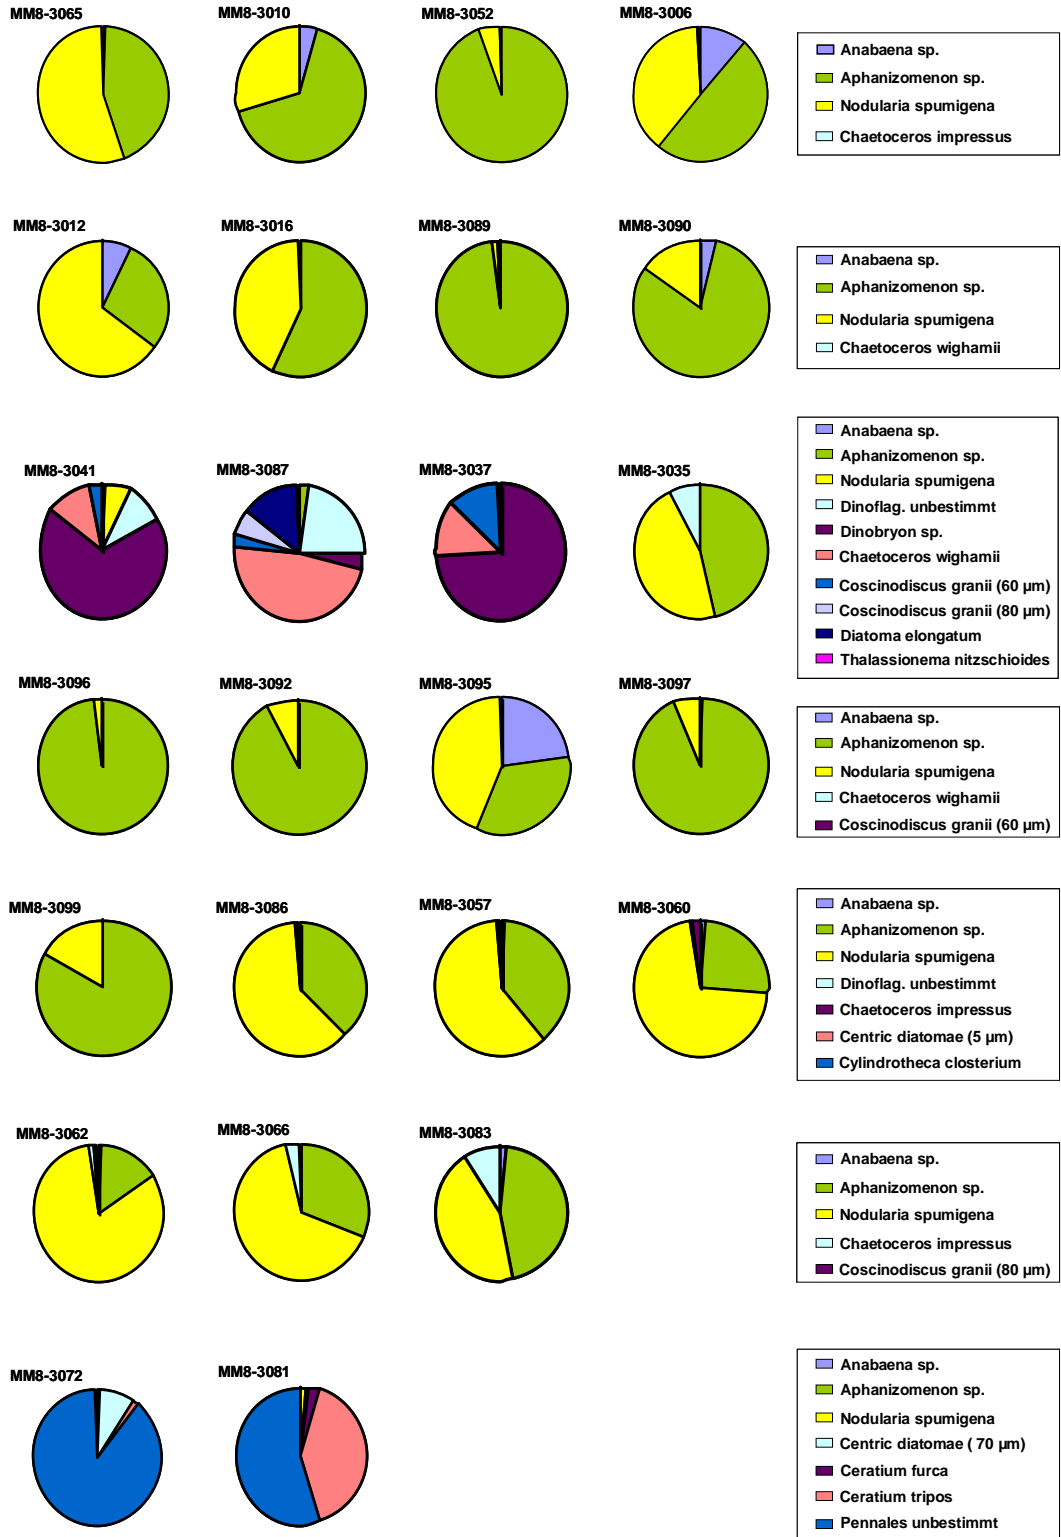 MM8-3065
MM8-3010
MM8-3052
MM8-3006
Anabaena sp.
Aphanizomenon sp.
Nodularia spumigena
Chaetoceros impressus
MM8-3012
MM8-3016
MM8-3089
MM8-3090
Anabaena sp.
Aphanizomenon sp.
Nodularia spumigena
Chaetoceros wighamii
MM8-3041
MM8-3087
MM8-3037
MM8-3035
Anabaena sp.
Aphanizomenon sp.
Nodularia spumigena
Dinoflag. unbestimmt
Dinobryon sp.
Chaetoceros wighamii
Coscinodiscus granii (60 µm)
Coscinodiscus granii (80 µm)
Diatoma elongatum
Thalassionema nitzschioides
MM8-3096
MM8-3092
MM8-3095
MM8-3097
Anabaena sp.
Aphanizomenon sp.
Nodularia spumigena
Chaetoceros wighamii
Coscinodiscus granii (60 µm)
MM8-3099
MM8-3086
MM8-3057
MM8-3060
Anabaena sp.
Aphanizomenon sp.
Nodularia spumigena
Dinoflag. unbestimmt
Chaetoceros impressus
Centric diatomae (5 µm)
Cylindrotheca closterium
MM8-3062
MM8-3066
MM8-3083
Anabaena sp.
Aphanizomenon sp.
Nodularia spumigena
Chaetoceros impressus
Coscinodiscus granii (80 µm)
MM8-3072
MM8-3081
Anabaena sp.
Aphanizomenon sp.
Nodularia spumigena
Centric diatomae ( 70 µm)
Ceratium furca
Ceratium tripos
Pennales unbestimmt